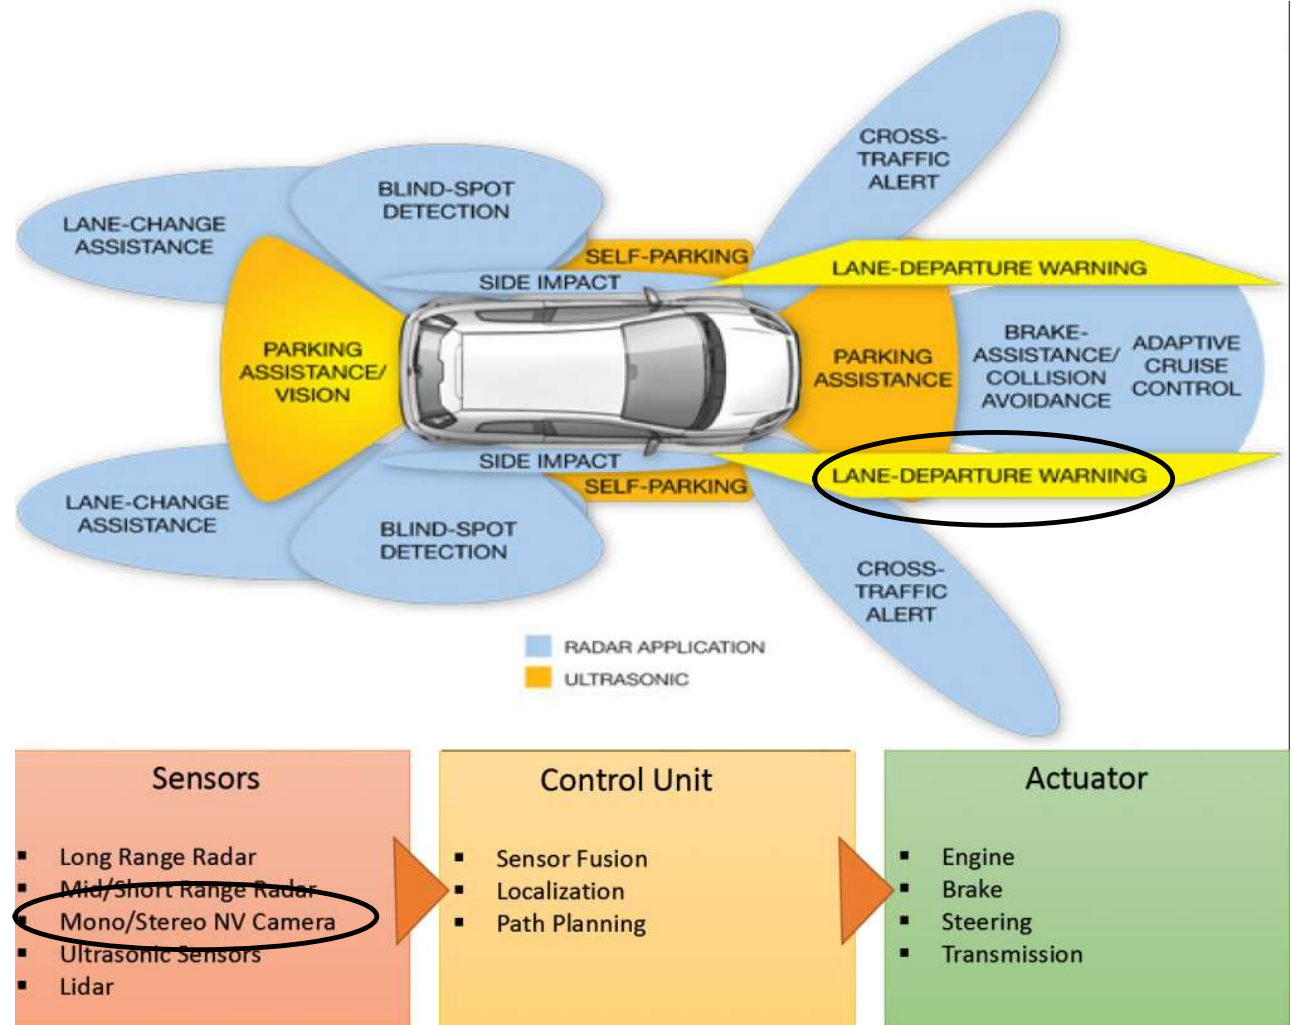 CROSS-
TRAFFIC
ALERT
BLIND-SPOT
DETECTION
LANE-CHANGE
ASSISTANCE
SELF-PARKING
SIDE IMPACT
LANE-DEPARTURE WARNING
PARKING
ASSISTANCE/
VISION
PARKING
ASSISTANCE
BRAKE-
ASSISTANCE/
COLLISION
AVOIDANCE
ADAPTIVE
CRUISE
CONTROL
SIDE IMPACT
SELF-PARKING
LANE-DEPARTURE WARNING
LANE-CHANGE
ASSISTANCE
BLIND-SPOT
DETECTION
CROSS-
TRAFFIC
ALERT
RADAR APPLICATION
ULTRASONIC
Sensors
▪ Long Range Radar
▪ Mid/Short Range Radar
▪ Mono/Stereo NV Camera
▪ Ultrasonic Sensors
▪ Lidar
Control Unit
▪ Sensor Fusion
▪ Localization
▪ Path Planning
Actuator
▪ Engine
▪ Brake
▪ Steering
▪ Transmission